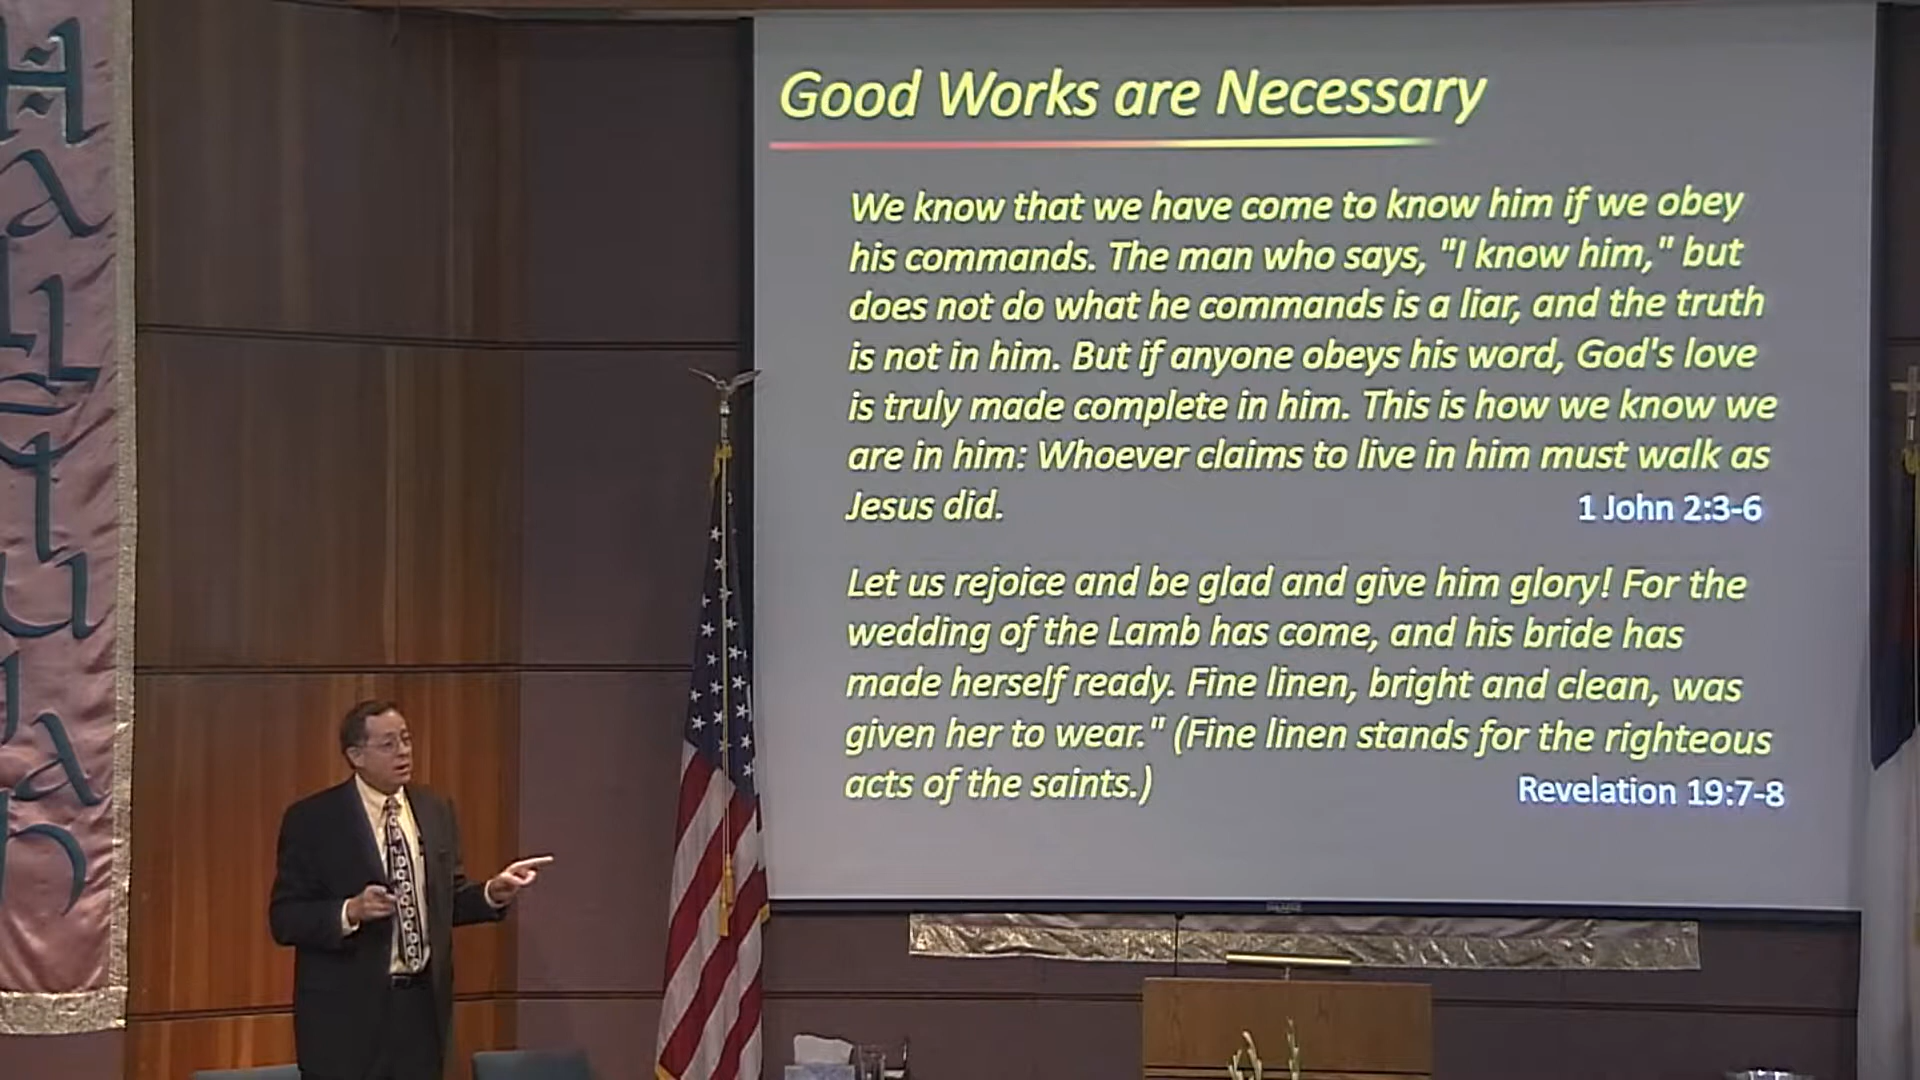 Hallelujah
Good Works are Necessary
We know that we have come to know him if we obey
his commands. The man who says, "I know him," but
does not do what he commands is a liar, and the truth
is not in him. But if anyone obeys his word, God's love
is truly made complete in him. This is how we know we
are in him: Whoever claims to live in him must walk as
Jesus did.
1 John 2:3-6
Let us rejoice and be glad and give him glory! For the
wedding of the Lamb has come, and his bride has
made herself ready. Fine linen, bright and clean, was
given her to wear." (Fine linen stands for the righteous
acts of the saints.)
Revelation 19:7-8